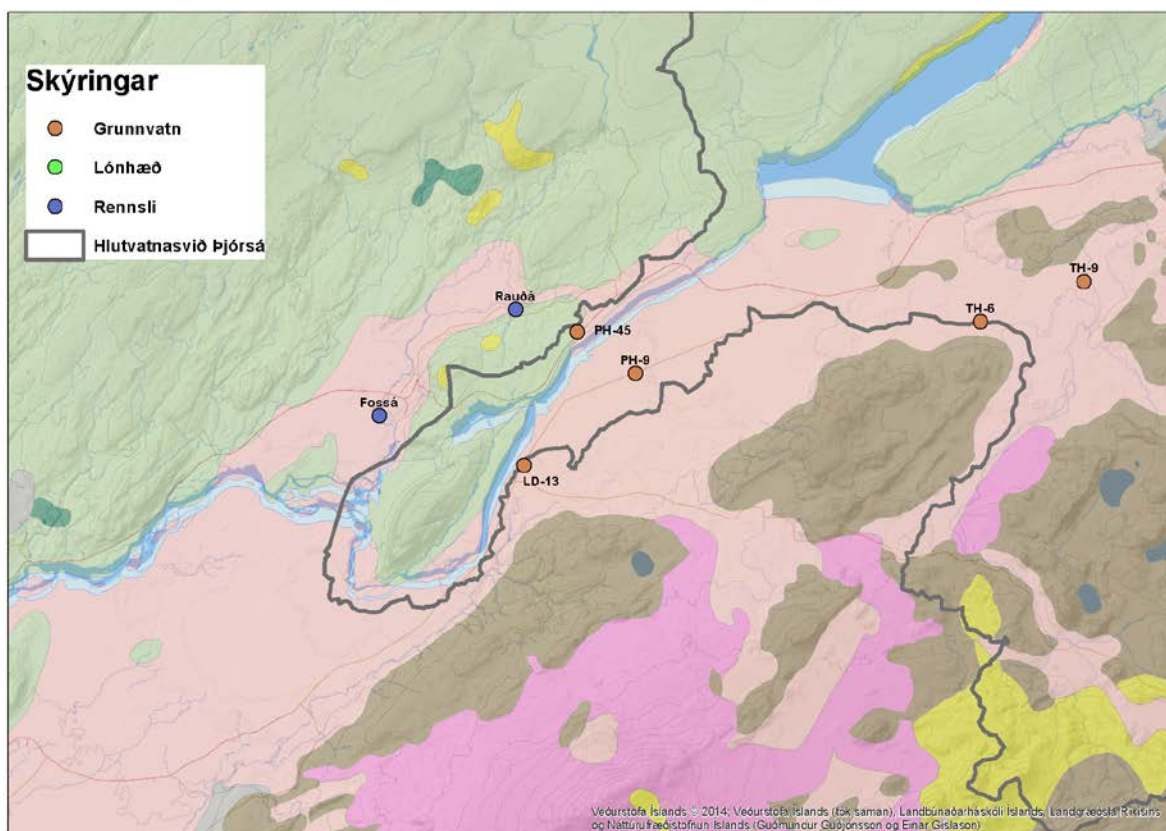 Skýringar
Grunnvatn
Lónhæð
Rennsli
Hlutvatnasvið Þjórsá
Rauðá
PH-45
PH-9
TH-6
TH-9
Fossá
LD-13
Veðurstofa Íslands © 2014; Veðurstofa Íslands (tók saman), Landbúnaðarháskóli Íslands, Landgræðsla Ríkisins
og Náttúrufræðistofnun Íslands (Guðmundur Guðjónsson og Einar Gíslason)